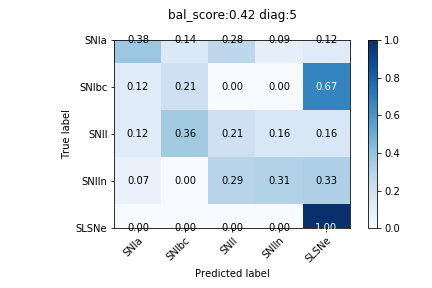 bal_score:0.42 diag:5
True label
SNIa 0.38 0.14 0.28 0.09 0.12
SNIbc 0.12 0.21 0.00 0.00 0.67
SNII 0.12 0.36 0.21 0.16 0.16
SNIIn 0.07 0.00 0.29 0.31 0.33
SLSNe 0.00 0.00 0.00 0.00 1.00
SNIa SNIbc SNII SNIIn SLSNe
Predicted label
1.0
0.8
0.6
0.4
0.2
0.0